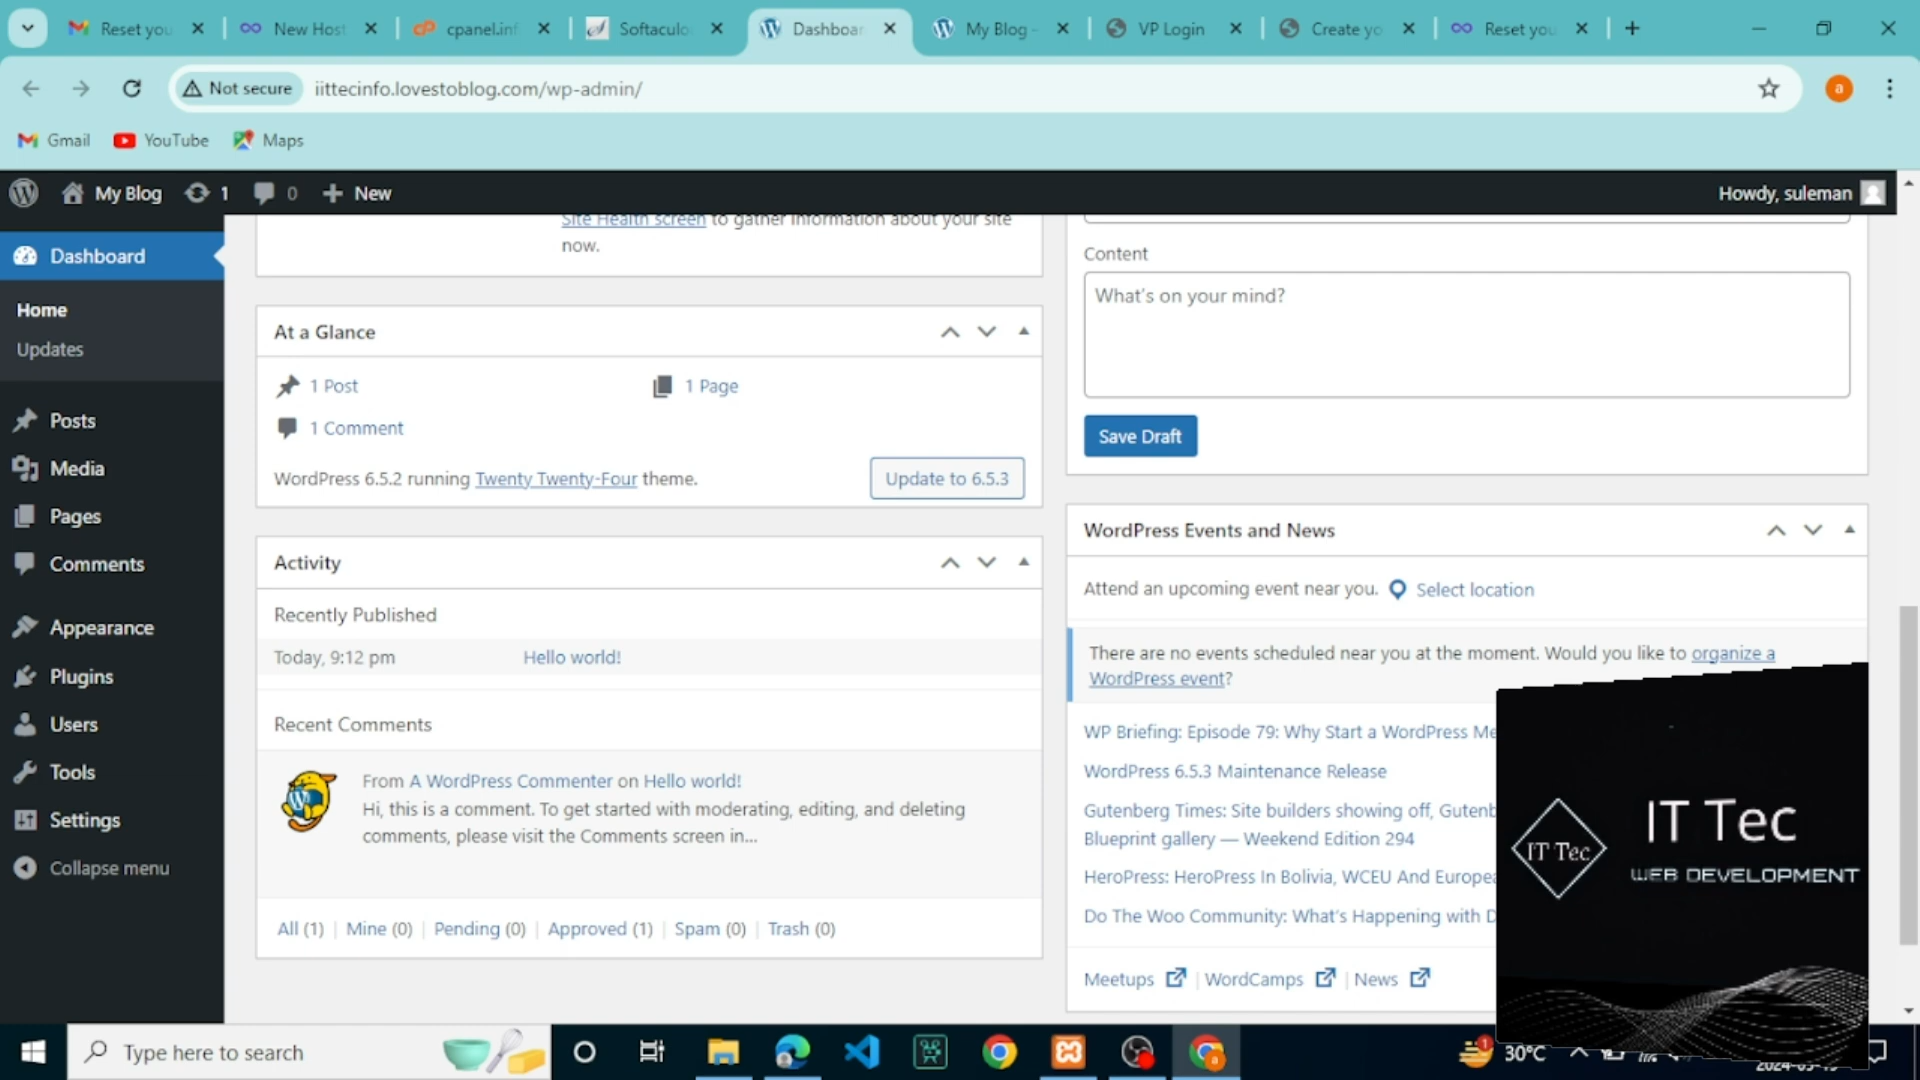 Reset you
New Host
cpanel.inf
Softaculo
Dashboar
My Blog -
VP Login
Create yo
Reset you
Not secure
iittecinfo.lovestoblog.com/wp-admin/
a
Gmail
YouTube
Maps
My Blog
1
0
New
Howdy, suleman
Dashboard
Home
Updates
Posts
Media
Pages
Comments
Appearance
Plugins
Users
Tools
Settings
Collapse menu
Site Health screen to gather information about your site
now.
At a Glance
1 Post
1 Page
1 Comment
WordPress 6.5.2 running Twenty Twenty-Four theme.
Update to 6.5.3
Activity
Recently Published
Today, 9:12 pm
Hello world!
Recent Comments
From A WordPress Commenter on Hello world!
Hi, this is a comment. To get started with moderating, editing, and deleting
comments, please visit the Comments screen in...
All (1) | Mine (0) | Pending (0) | Approved (1) | Spam (0) | Trash (0)
Content
What's on your mind?
Save Draft
WordPress Events and News
Attend an upcoming event near you.
Select location
There are no events scheduled near you at the moment. Would you like to organize a
WordPress event?
WP Briefing: Episode 79: Why Start a WordPress Me
WordPress 6.5.3 Maintenance Release
Gutenberg Times: Site builders showing off, Gutenb
Blueprint gallery — Weekend Edition 294
HeroPress: HeroPress In Bolivia, WCEU And Europea
Do The Woo Community: What's Happening with D
Meetups | WordCamps | News
IT Tec
IT Tec
WEB DEVELOPMENT
Type here to search
1
30°C